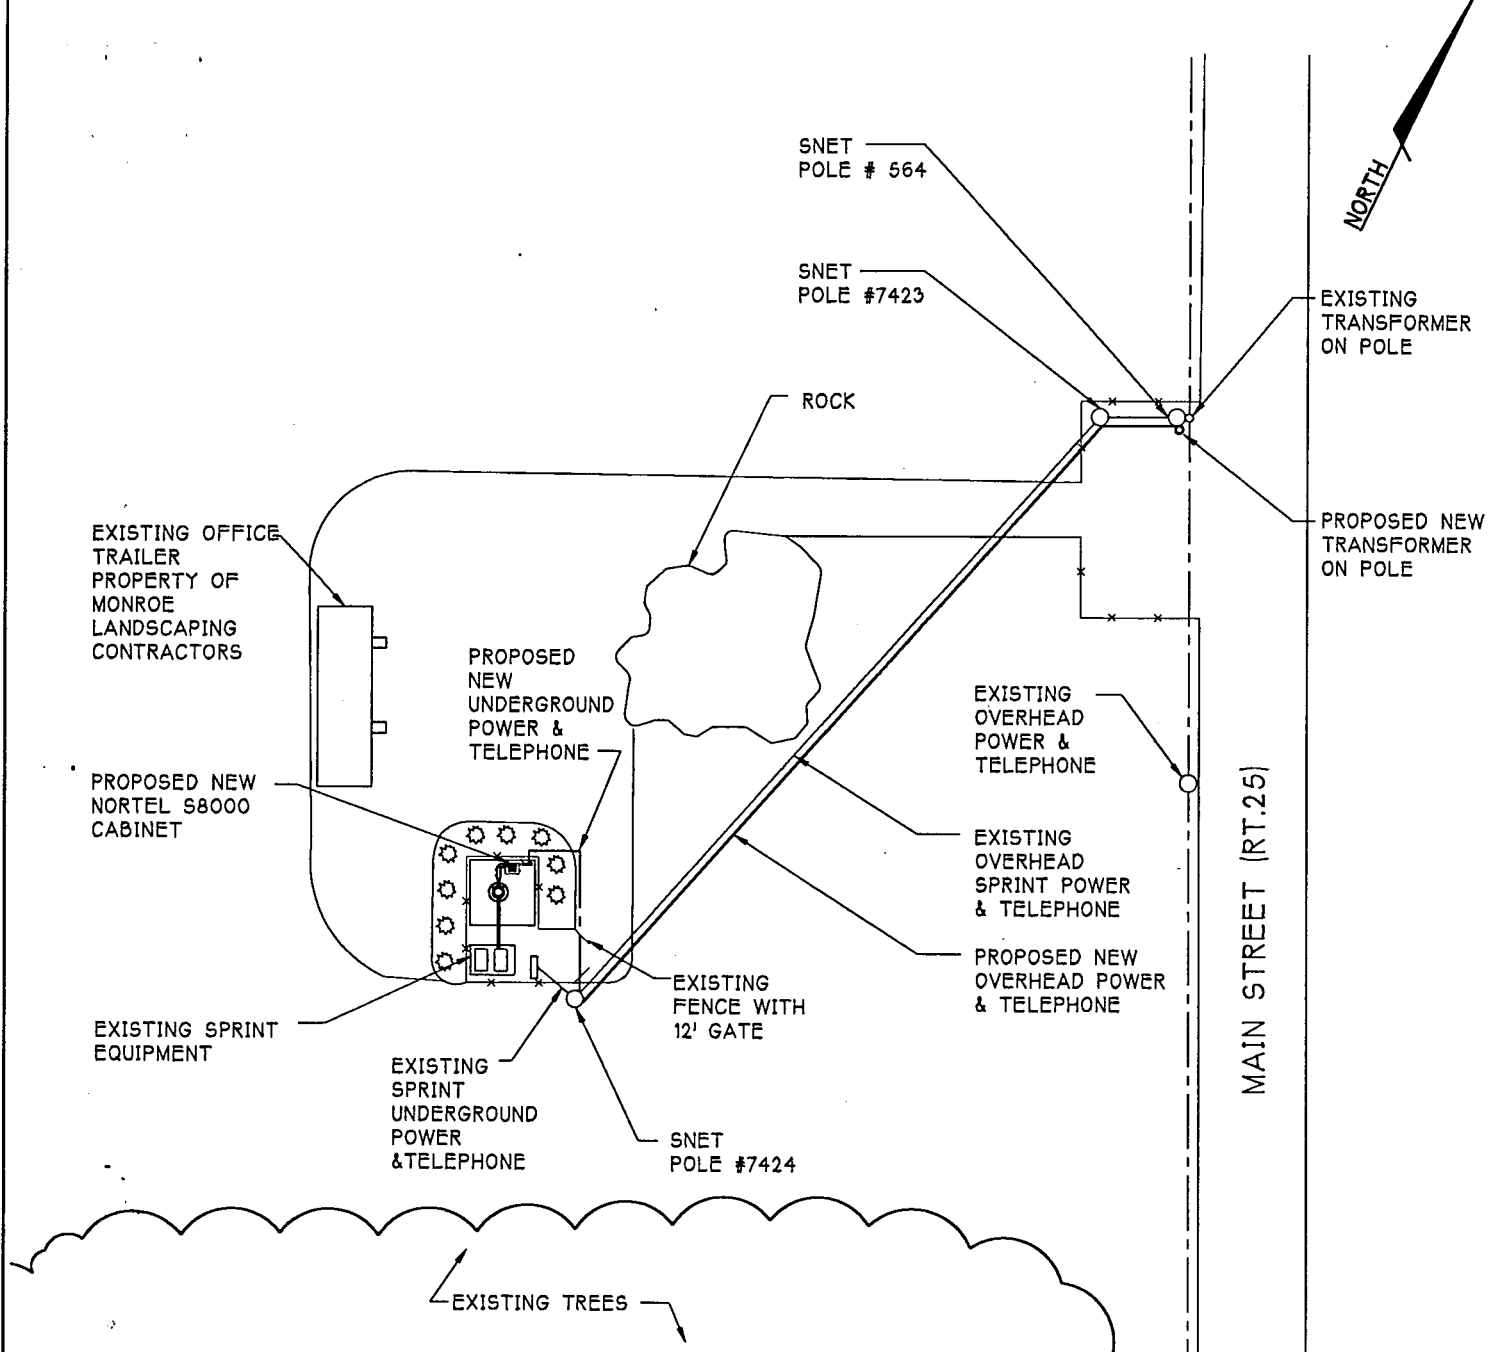 SNET
POLE # 564
NORTH
SNET
POLE #7423
EXISTING
TRANSFORMER
ON POLE
ROCK
EXISTING OFFICE
TRAILER
PROPERTY OF
MONROE
LANDSCAPING
CONTRACTORS
PROPOSED NEW
TRANSFORMER
ON POLE
PROPOSED
NEW
UNDERGROUND
POWER &
TELEPHONE
EXISTING
OVERHEAD
POWER &
TELEPHONE
PROPOSED NEW
NORTEL S8000
CABINET
MAIN STREET (RT.25)
EXISTING
OVERHEAD
SPRINT POWER
& TELEPHONE
PROPOSED NEW
OVERHEAD POWER
& TELEPHONE
EXISTING
FENCE WITH
12' GATE
EXISTING SPRINT
EQUIPMENT
EXISTING
SPRINT
UNDERGROUND
POWER
&TELEPHONE
SNET
POLE #7424
EXISTING TREES